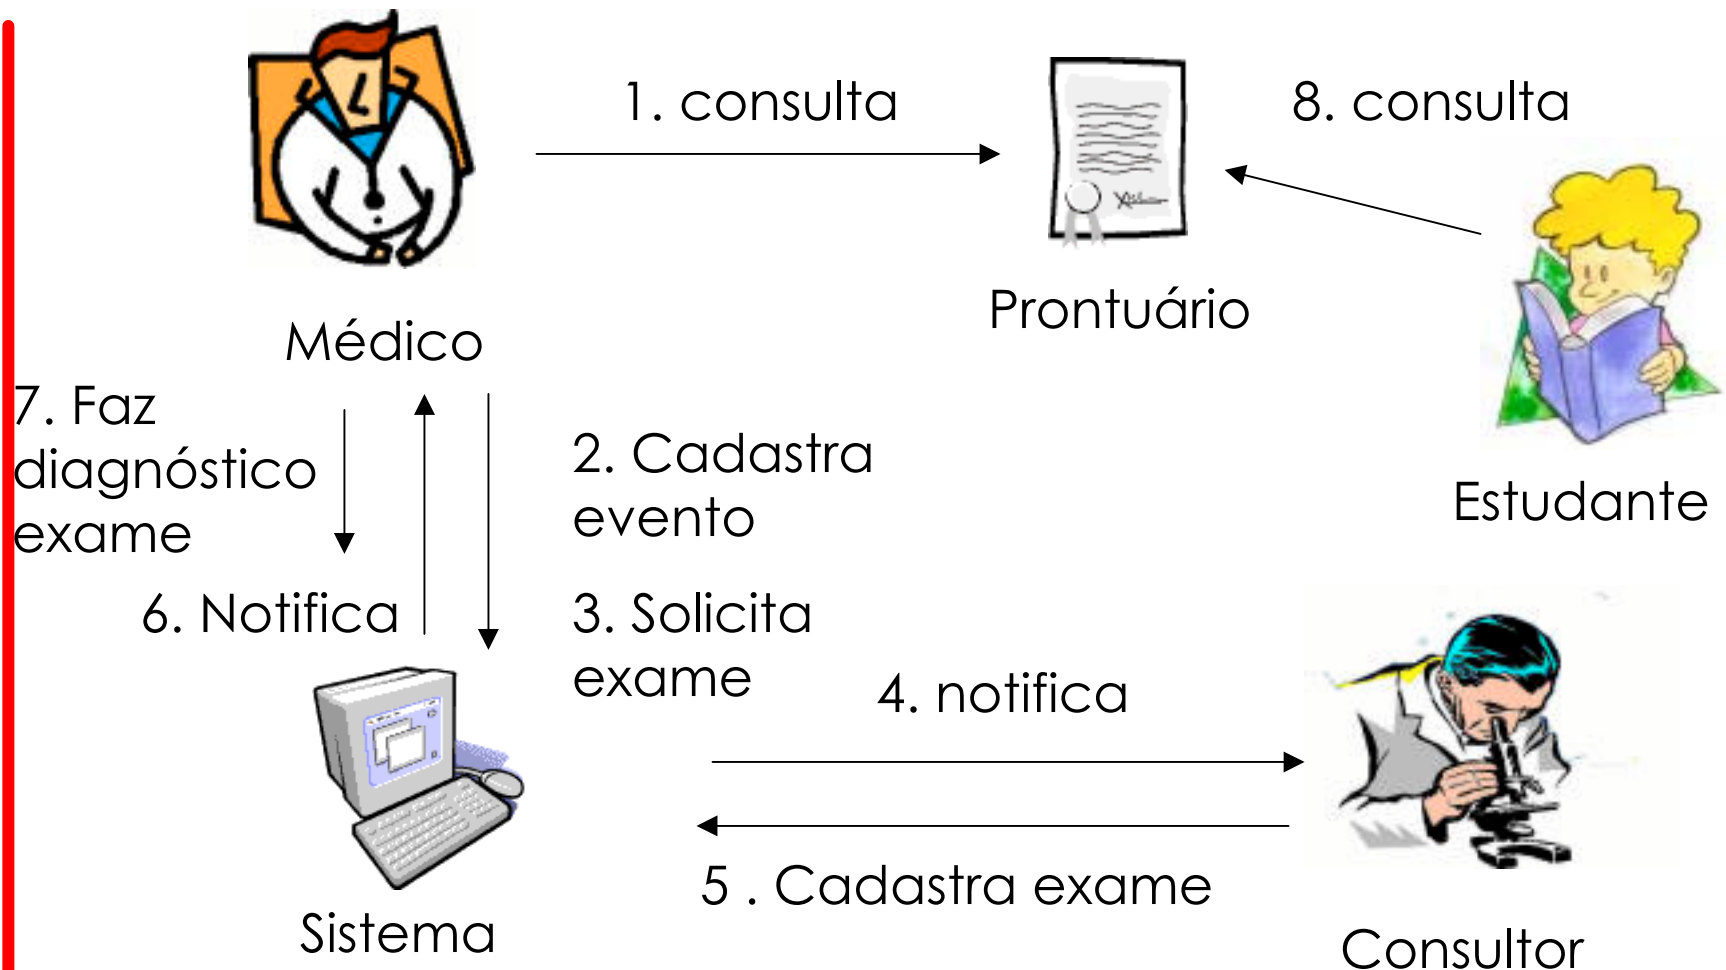 1. consulta
8. consulta
Prontuário
Médico
7. Faz
diagnóstico
exame
2. Cadastra
evento
Estudante
6. Notifica
3. Solicita
exame
4. notifica
5 . Cadastra exame
Sistema
Consultor